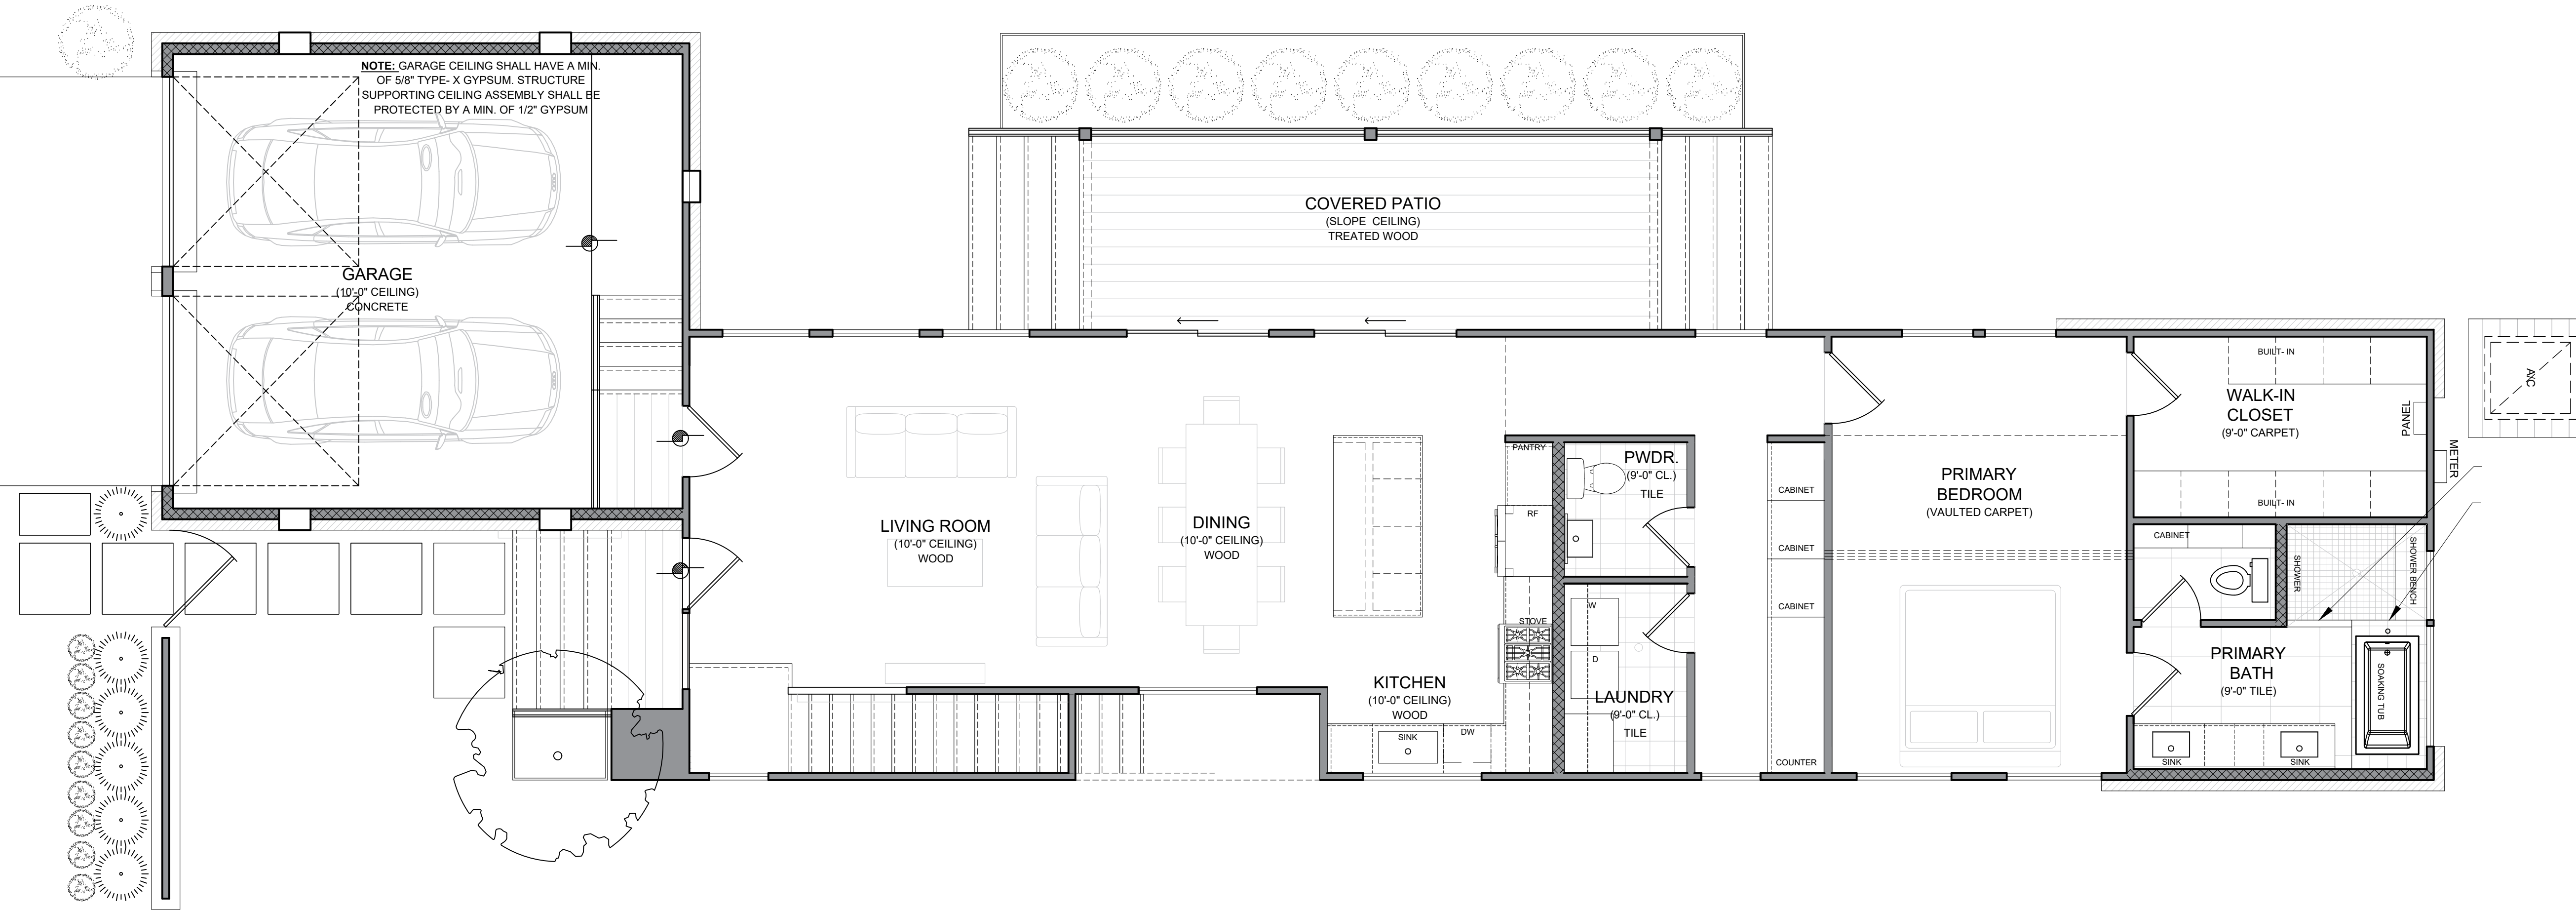 NOTE: GARAGE CEILING SHALL HAVE A MIN.
OF 5/8" TYPE- X GYPSUM. STRUCTURE
SUPPORTING CEILING ASSEMBLY SHALL BE
PROTECTED BY A MIN. OF 1/2" GYPSUM
GARAGE
(10'-0" CEILING)
CONCRETE
COVERED PATIO
(SLOPE CEILING)
TREATED WOOD
LIVING ROOM
(10'-0" CEILING)
WOOD
DINING
(10'-0" CEILING)
WOOD
KITCHEN
(10'-0" CEILING)
WOOD
SINK
DW
PANTRY
RF
STOVE
PWDR.
(9'-0" CL.)
TILE
W
D
LAUNDRY
(9'-0" CL.)
TILE
CABINET
CABINET
CABINET
COUNTER
PRIMARY
BEDROOM
(VAULTED CARPET)
BUILT- IN
WALK-IN
CLOSET
(9'-0" CARPET)
BUILT- IN
PANEL
METER
A/C
CABINET
SHOWER
SHOWER BENCH
PRIMARY
BATH
(9'-0" TILE)
SOAKING TUB
SINK
SINK